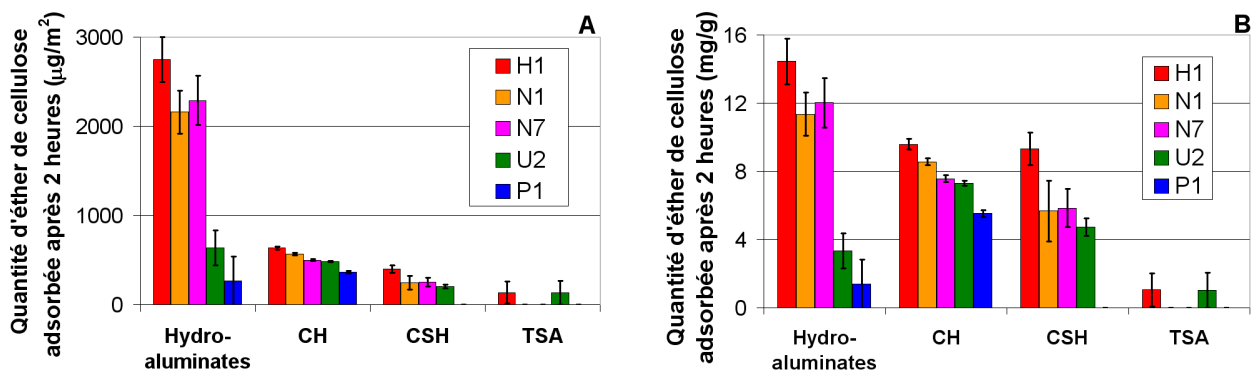 Quantité d'éther de cellulose
adsorbée après 2 heures (µg/m²)
A
3000
2000
1000
0
H1
N1
N7
U2
P1
Hydro-
aluminates
CH
CSH
TSA
Quantité d'éther de cellulose
adsorbée après 2 heures (mg/g)
B
16
12
8
4
0
H1
N1
N7
U2
P1
Hydro-
aluminates
CH
CSH
TSA